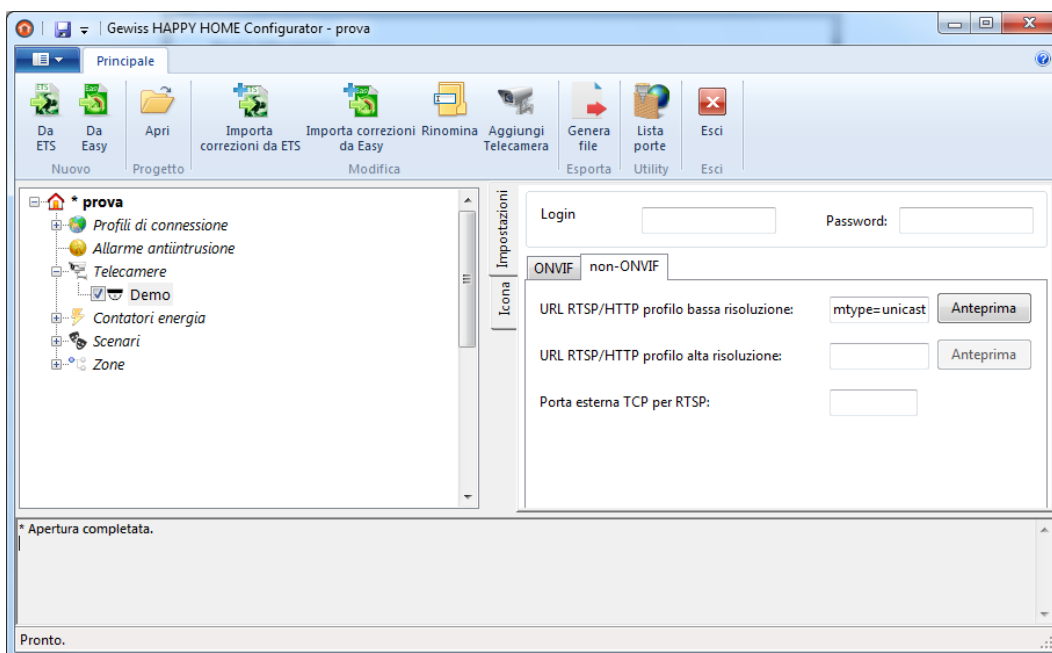 Gewiss HAPPY HOME Configurator - prova
Principale
Da ETS
Da Easy
Apri
Importa correzioni da ETS
Importa correzioni da Easy
Rinomina
Aggiungi Telecamera
Genera file
Lista porte
Esci
Nuovo
Progetto
Modifica
Esporta
Utility
Esci
* prova
Profili di connessione
Allarme antiintrusione
Telecamere
Demo
Contatori energia
Scenari
Zone
Impostazioni
Icona
Login
Password:
ONVIF
non-ONVIF
URL RTSP/HTTP profilo bassa risoluzione:
mtype=unicast
Anteprima
URL RTSP/HTTP profilo alta risoluzione:
Anteprima
Porta esterna TCP per RTSP:
* Apertura completata.
Pronto.